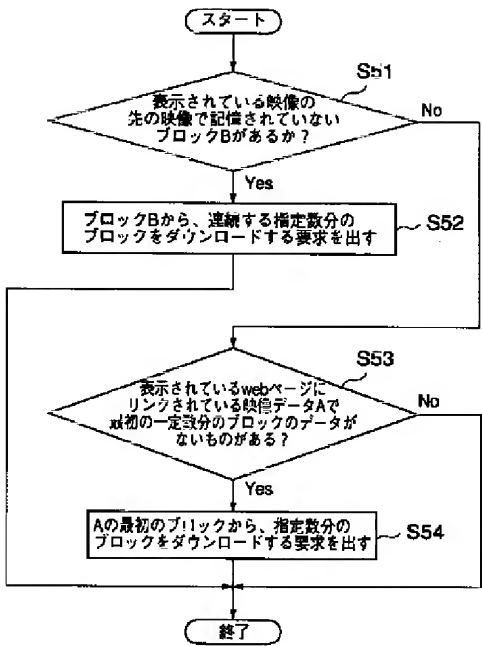 スタート
S51
表示されている映像の
先の映像で記憶されていない
ブロックBがあるか？
No
Yes
ブロックBから、連続する指定数分の
ブロックをダウンロードする要求を出す
S52
S53
表示されているwebページに
リンクされている映像データAで
最初の一定数分のブロックのデータが
ないものがある？
No
Yes
Aの最初のブロックから、指定数分の
ブロックをダウンロードする要求を出す
S54
終了